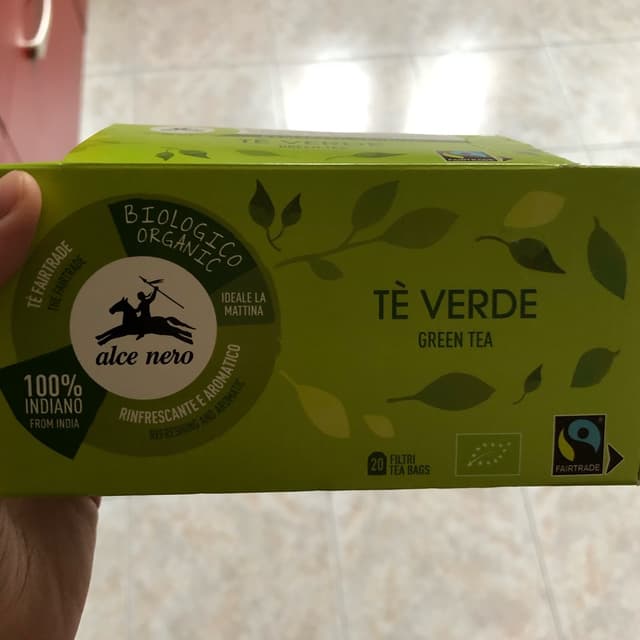 TÈ VERDE
BIOLOGICO
ORGANIC
TÈ FAIRTRADE
THE FAIRTRADE
IDEALE LA
MATTINA
alce nero
100%
INDIANO
FROM INDIA
RINFRESCANTE E AROMATICO
REFRESHING AND AROMATIC
TÈ VERDE
GREEN TEA
20 FILTRI
TEA BAGS
FAIRTRADE